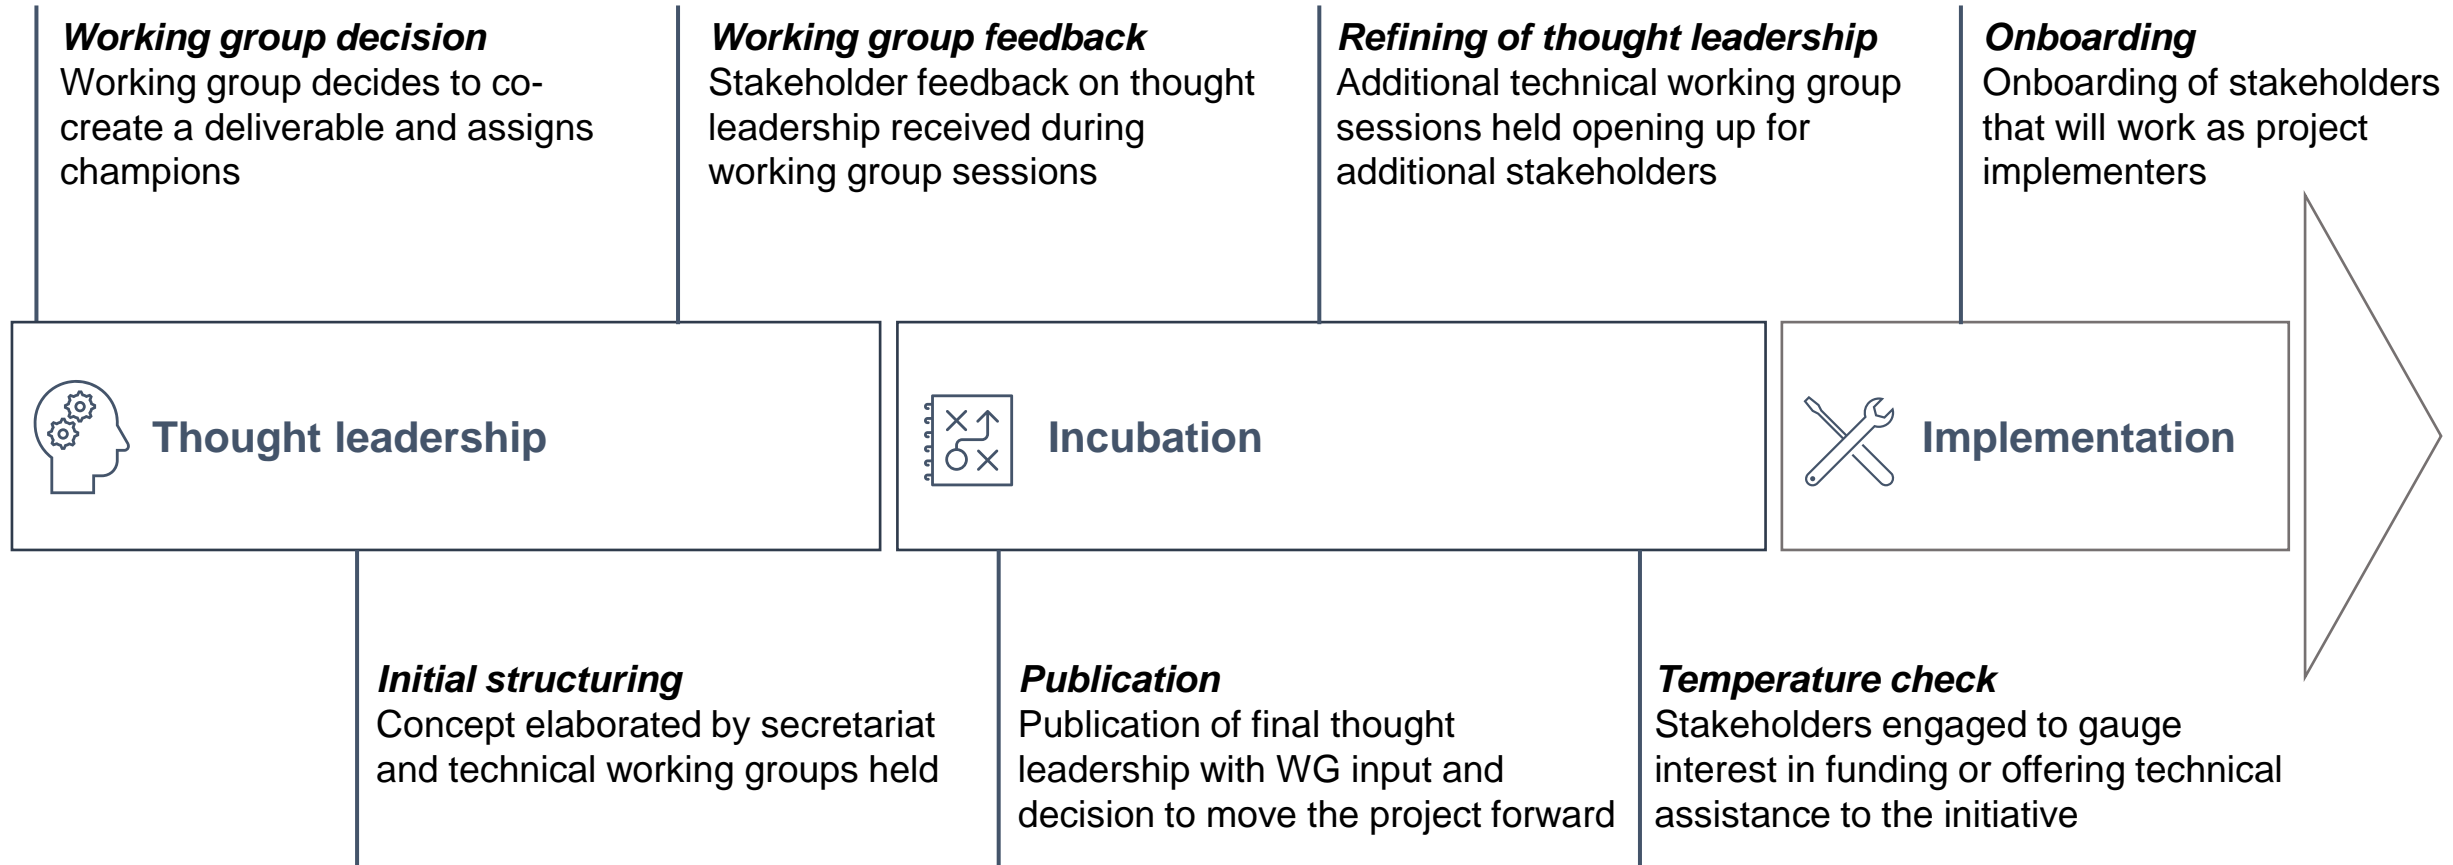 Working group decision
Working group decides to co-
create a deliverable and assigns
champions
Working group feedback
Stakeholder feedback on thought
leadership received during
working group sessions
Refining of thought leadership
Additional technical working group
sessions held opening up for
additional stakeholders
Onboarding
Onboarding of stakeholders
that will work as project
implementers
Thought leadership
Incubation
Implementation
Initial structuring
Concept elaborated by secretariat
and technical working groups held
Publication
Publication of final thought
leadership with WG input and
decision to move the project forward
Temperature check
Stakeholders engaged to gauge
interest in funding or offering technical
assistance to the initiative